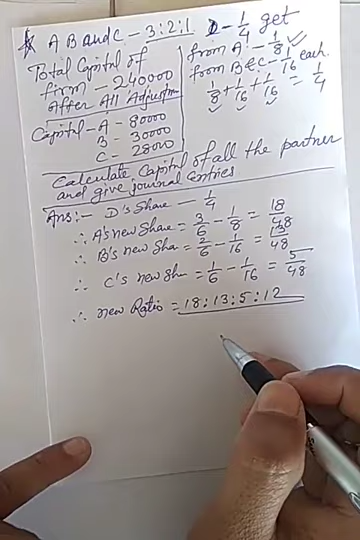 A B and C - 3:2:1 D - 1/4 get
Total Capital of
firm - 240000
After All Adjustm
from A - 1/8
from B & C - 1/16 each.
1/8 + 1/16 + 1/16 = 1/4
Capital - A - 80000
B - 30000
C = 28000
Calculate Capital of all the partner
and give journal entries
Ans:- D's Share - 1/4
∴ A's new Share = 3/6 - 1/8 = 18/48
∴ B's new Shar = 2/6 - 1/16 = 13/48
∴ C's new Shr = 1/6 - 1/16 = 5/48
∴ new Ratio = 18:13:5:12